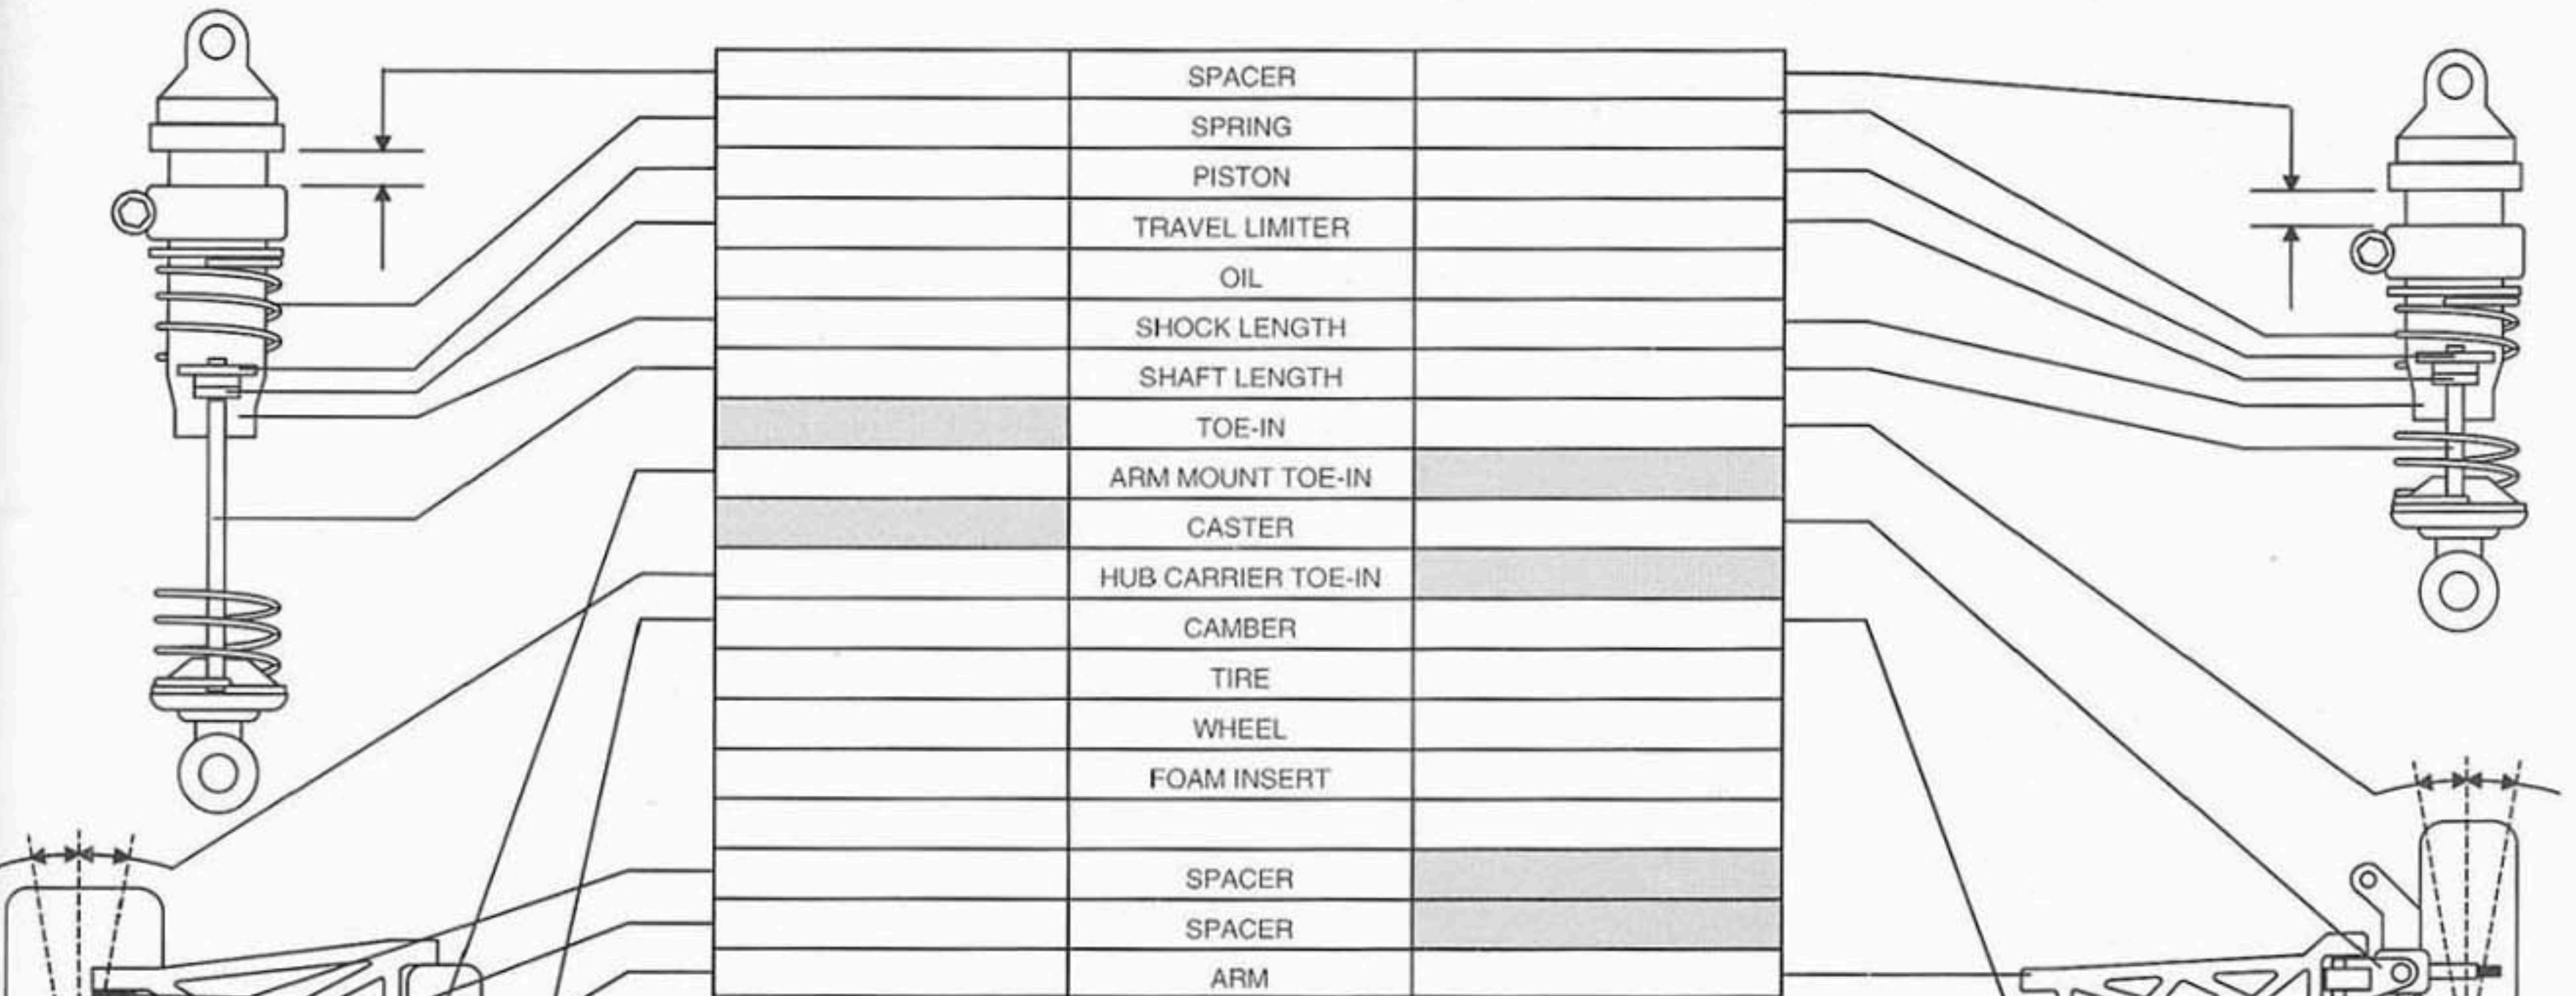 SPACER
SPRING
PISTON
TRAVEL LIMITER
OIL
SHOCK LENGTH
SHAFT LENGTH
TOE-IN
ARM MOUNT TOE-IN
CASTER
HUB CARRIER TOE-IN
CAMBER
TIRE
WHEEL
FOAM INSERT
SPACER
SPACER
ARM